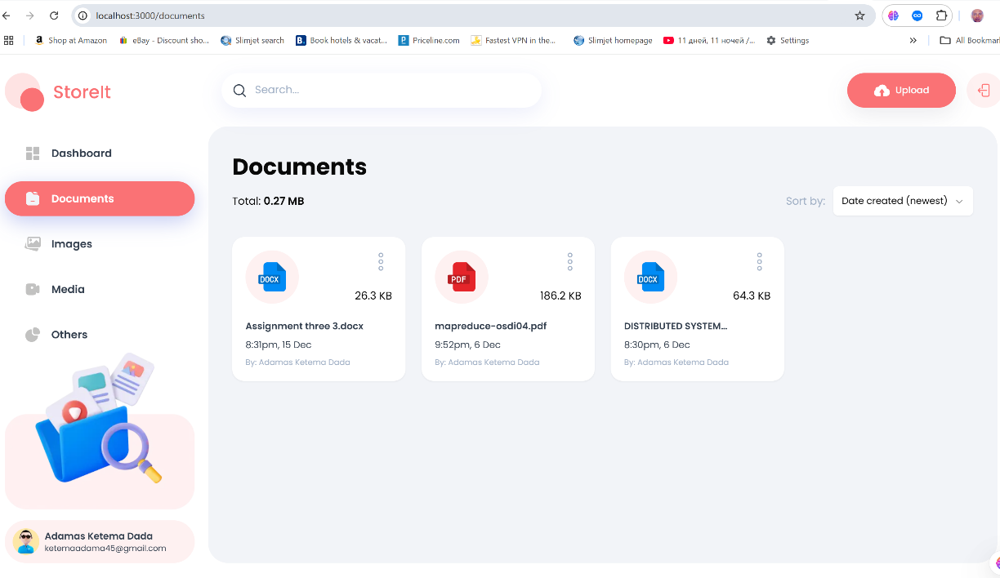 localhost:3000/documents
Shop at Amazon
eBay - Discount sho...
Slimjet search
Book hotels & vacat...
Priceline.com
Fastest VPN in the...
Slimjet homepage
11 дней, 11 ночей /...
Settings
All Bookmar
StoreIt
Search...
Upload
Dashboard
Documents
Images
Media
Others
Adamas Ketema Dada
ketemaadama45@gmail.com
Documents
Total: 0.27 MB
Sort by: Date created (newest)
DOCX
26.3 KB
Assignment three 3.docx
8:31pm, 15 Dec
By: Adamas Ketema Dada
PDF
186.2 KB
mapreduce-osdi04.pdf
9:52pm, 6 Dec
By: Adamas Ketema Dada
DOCX
64.3 KB
DISTRIBUTED SYSTEM...
8:30pm, 6 Dec
By: Adamas Ketema Dada